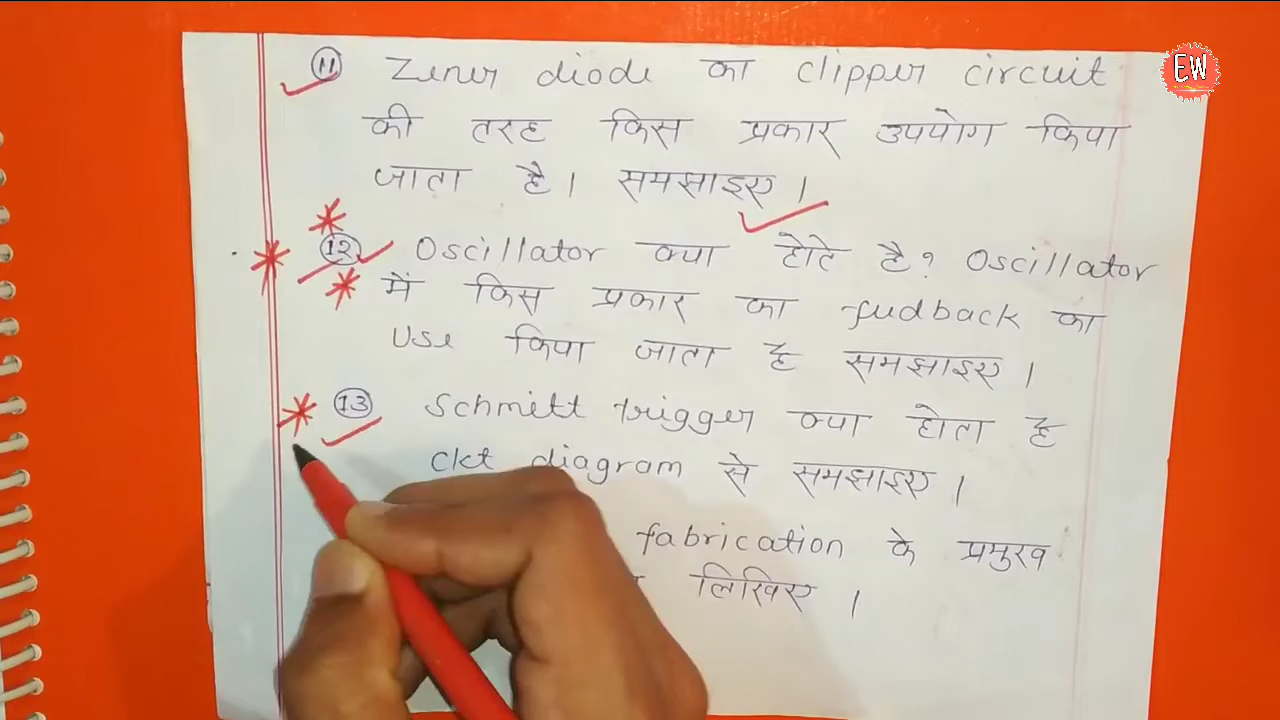 EW
11 Zener diode का clipper circuit
की तरह किस प्रकार उपयोग किया
जाता है। समझाइए।
12 Oscillator क्या होते है? Oscillator
में किस प्रकार का feedback का
Use किया जाता है समझाइए।
13 Schmitt trigger क्या होता है
ckt diagram से समझाइए।
fabrication के प्रमुख
लिखिए।